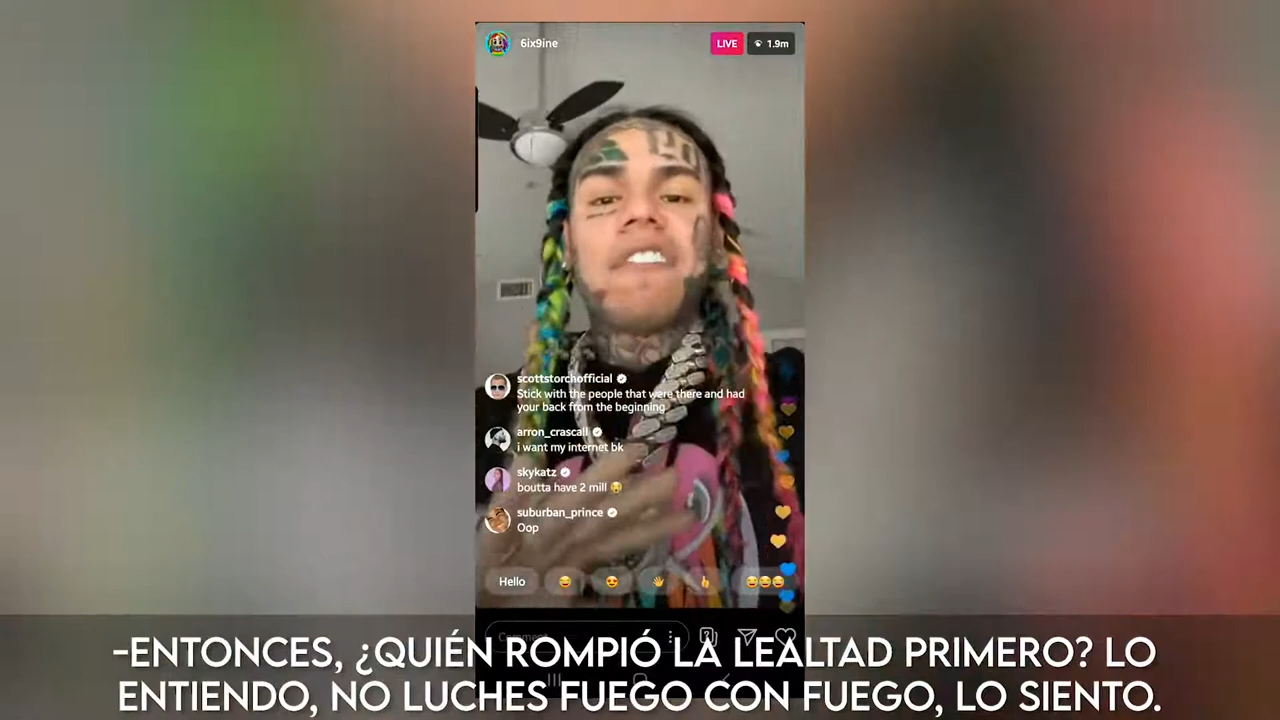 6ix9ine
LIVE
1.9m
scottstorchofficial
Stick with the people that were there and had
your back from the beginning
arron_crascall
i want my internet bk
skykatz
boutta have 2 mill 😭
suburban_prince
Oop
Hello 😂 😍 👋 👆 😂😂😂
Comment
-ENTONCES, ¿QUIÉN ROMPIÓ LA LEALTAD PRIMERO? LO
ENTIENDO, NO LUCHES FUEGO CON FUEGO, LO SIENTO.